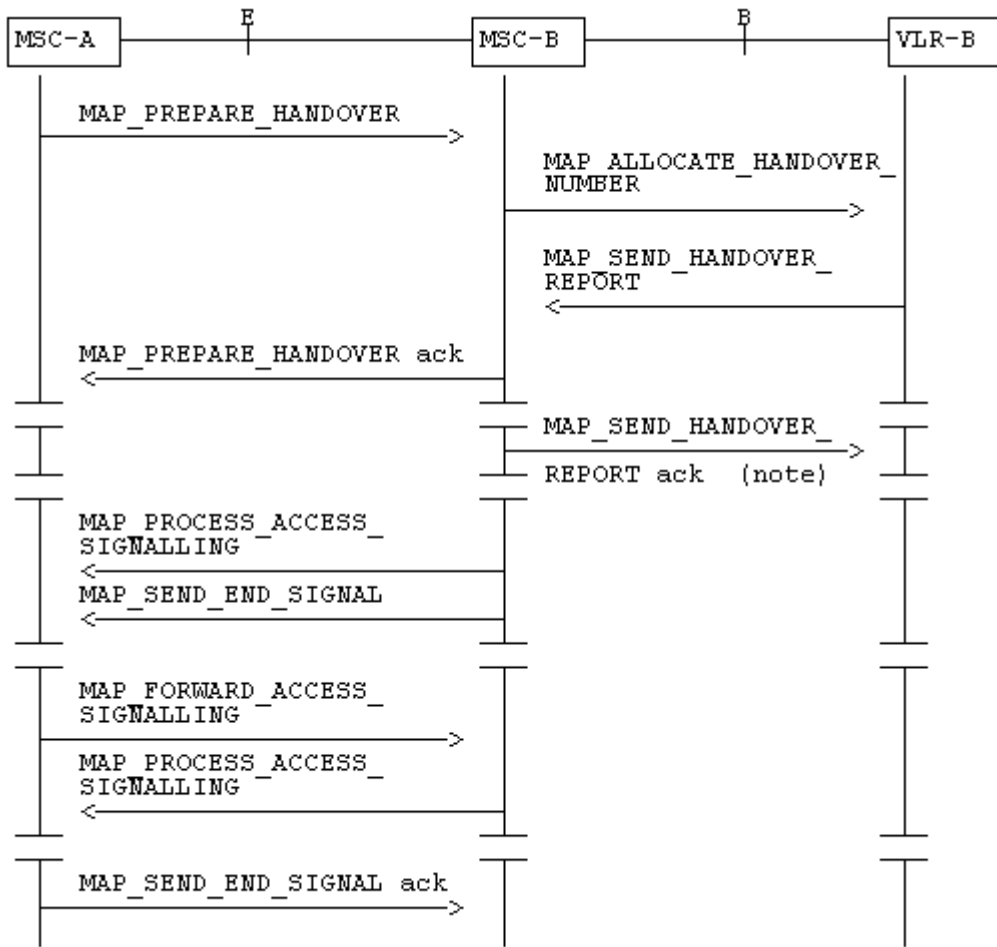 E
B
MSC-A
MSC-B
VLR-B
MAP_PREPARE_HANDOVER
MAP_ALLOCATE_HANDOVER_
NUMBER
MAP_SEND_HANDOVER_
REPORT
MAP_PREPARE_HANDOVER ack
MAP_SEND_HANDOVER_
REPORT ack (note)
MAP_PROCESS_ACCESS_
SIGNALLING
MAP_SEND_END_SIGNAL
MAP_FORWARD_ACCESS_
SIGNALLING
MAP_PROCESS_ACCESS_
SIGNALLING
MAP_SEND_END_SIGNAL ack